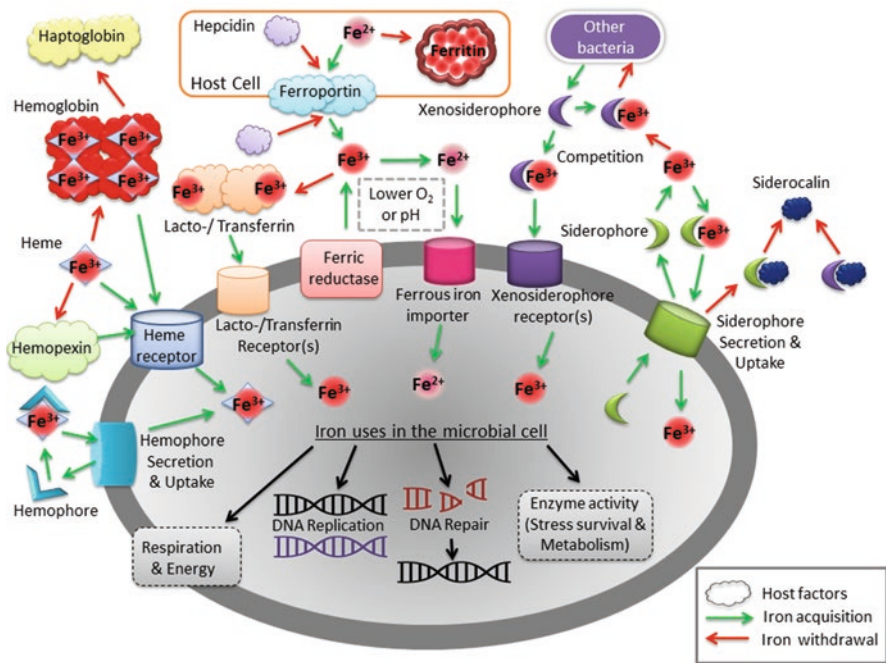 Haptoglobin
Hemoglobin
Fe3+ Fe3+
Fe3+ Fe3+
Heme
Fe3+
Hemopexin
Hepcidin
Fe2+
Ferritin
Host Cell
Ferroportin
Fe3+
Fe2+
Fe3+ Fe3+
Lacto-/ Transferrin
Lower O2
or pH
Other
bacteria
Xenosiderophore
Fe3+
Competition
Fe3+
Fe3+
Siderophore
Fe3+
Siderocalin
Heme
receptor
Lacto-/Transferrin
Receptor(s)
Ferric
reductase
Ferrous iron
importer
Xenosiderophore
receptor(s)
Siderophore
Secretion &
Uptake
Fe3+
Hemophore
Hemophore
Secretion
& Uptake
Fe3+
Fe3+
Fe2+
Fe3+
Fe3+
Iron uses in the microbial cell
Respiration
& Energy
DNA Replication
DNA Repair
Enzyme activity
(Stress survival &
Metabolism)
Host factors
Iron acquisition
Iron withdrawal